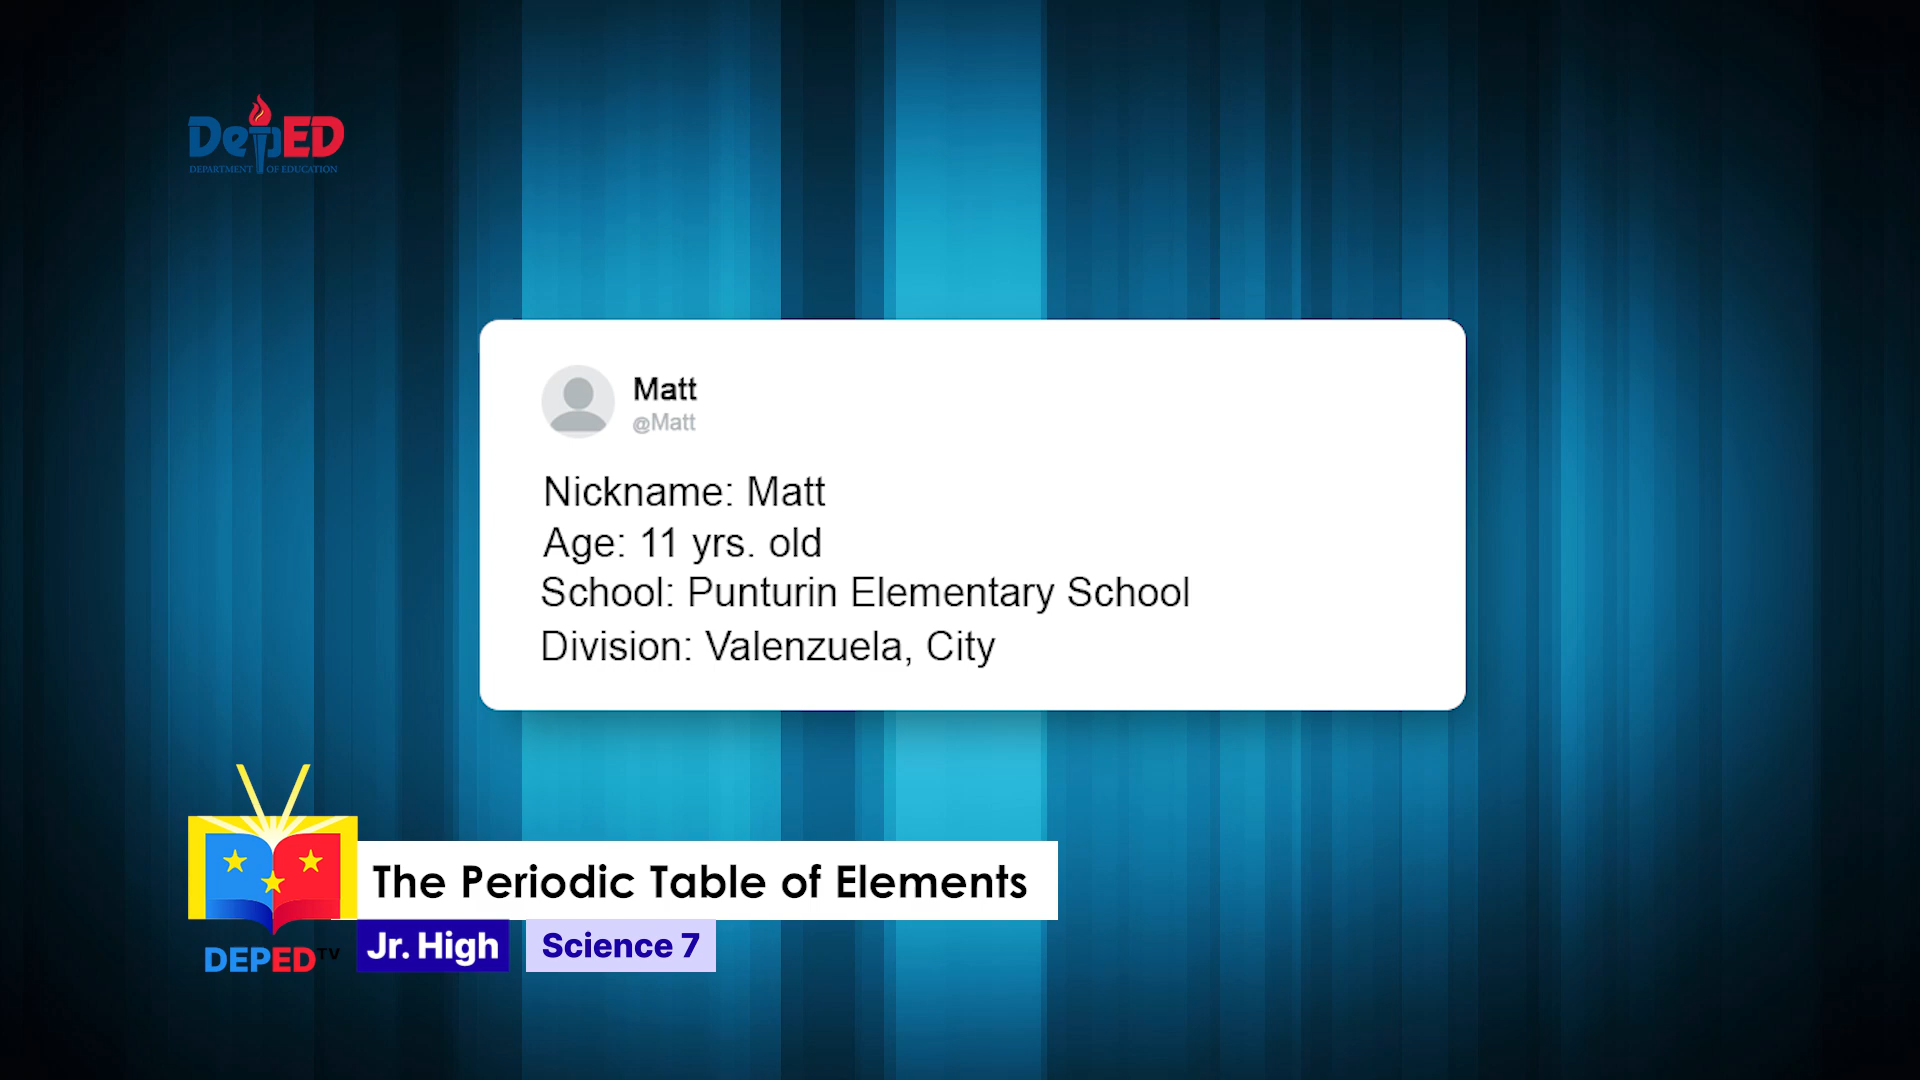 DepED
DEPARTMENT OF EDUCATION
Matt
@Matt
Nickname: Matt
Age: 11 yrs. old
School: Punturin Elementary School
Division: Valenzuela, City
The Periodic Table of Elements
DEPED TV
Jr. High
Science 7